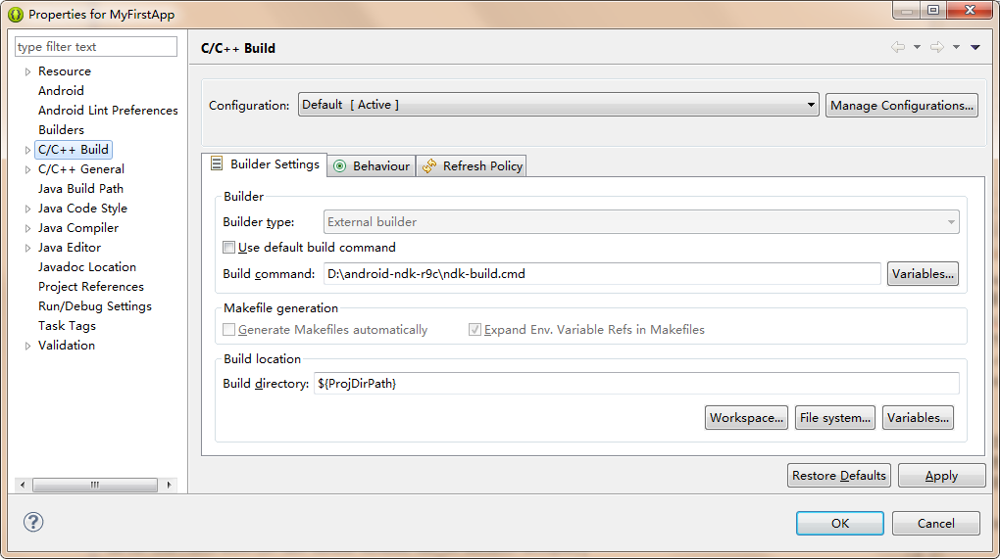 Properties for MyFirstApp
type filter text
Resource
Android
Android Lint Preferences
Builders
C/C++ Build
C/C++ General
Java Build Path
Java Code Style
Java Compiler
Java Editor
Javadoc Location
Project References
Run/Debug Settings
Task Tags
Validation
C/C++ Build
Configuration: Default [ Active ] Manage Configurations...
Builder Settings Behaviour Refresh Policy
Builder
Builder type: External builder
Use default build command
Build command: D:\android-ndk-r9c\ndk-build.cmd Variables...
Makefile generation
Generate Makefiles automatically Expand Env. Variable Refs in Makefiles
Build location
Build directory: ${ProjDirPath}
Workspace... File system... Variables...
Restore Defaults Apply
OK Cancel